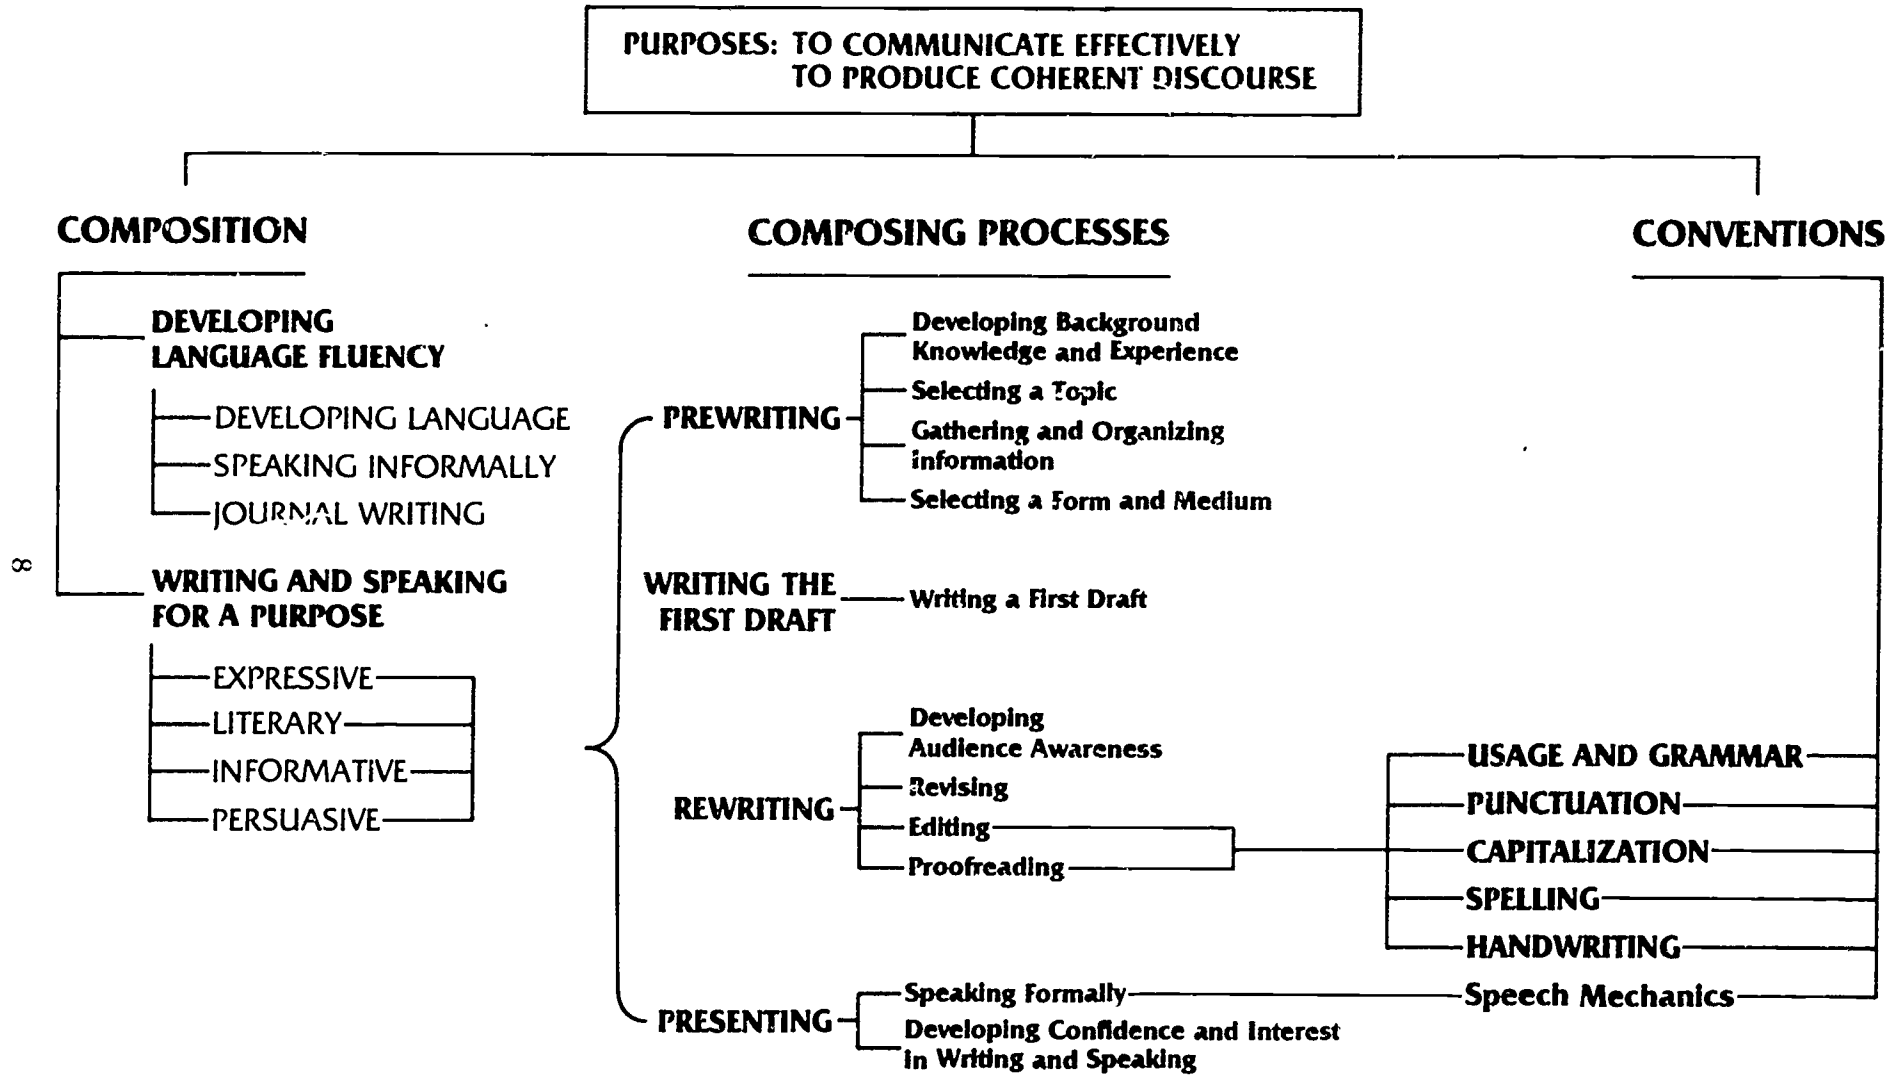 PURPOSES: TO COMMUNICATE EFFECTIVELY
TO PRODUCE COHERENT DISCOURSE
COMPOSITION
DEVELOPING
LANGUAGE FLUENCY
DEVELOPING LANGUAGE
SPEAKING INFORMALLY
JOURNAL WRITING
WRITING AND SPEAKING
FOR A PURPOSE
EXPRESSIVE
LITERARY
INFORMATIVE
PERSUASIVE
8
COMPOSING PROCESSES
PREWRITING
Developing Background
Knowledge and Experience
Selecting a Topic
Gathering and Organizing
Information
Selecting a Form and Medium
WRITING THE
FIRST DRAFT
Writing a First Draft
REWRITING
Developing
Audience Awareness
Revising
Editing
Proofreading
PRESENTING
Speaking Formally
Developing Confidence and Interest
in Writing and Speaking
CONVENTIONS
USAGE AND GRAMMAR
PUNCTUATION
CAPITALIZATION
SPELLING
HANDWRITING
Speech Mechanics